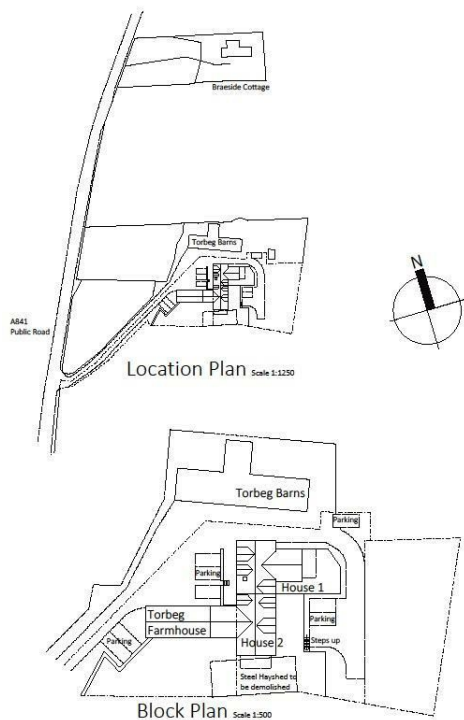 Braeside Cottage
N
Torbeg Barns
A841
Public Road
Location Plan Scale 1:1250
Torbeg Barns
Parking
Parking
House 1
Torbeg
Farmhouse
Parking
Parking
House 2
Steps up
Steel Hayshed to
be demolished
Block Plan Scale 1:500